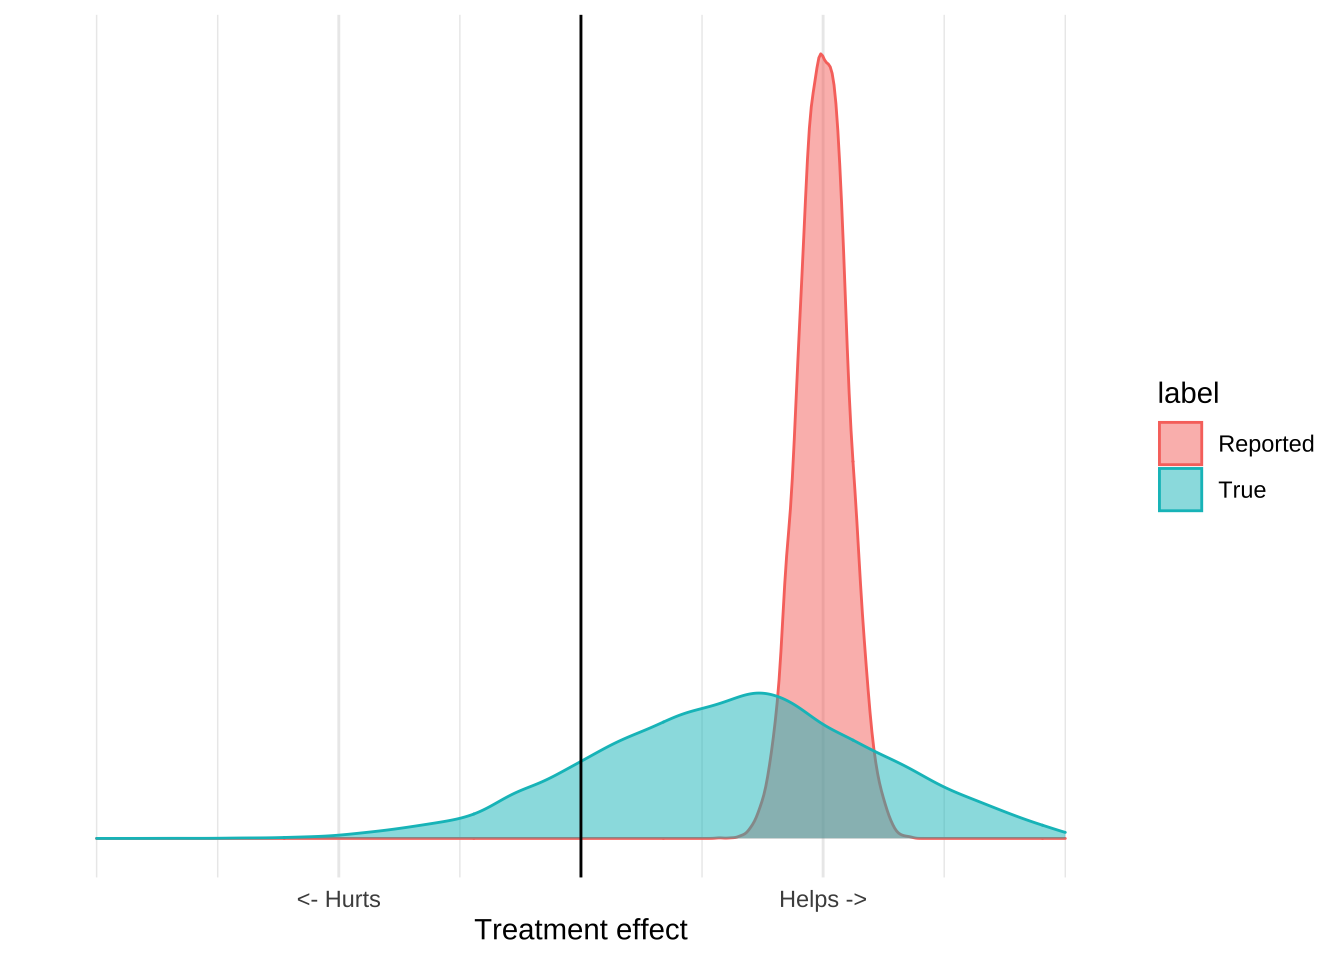 label
Reported
True
<- Hurts
Helps ->
Treatment effect